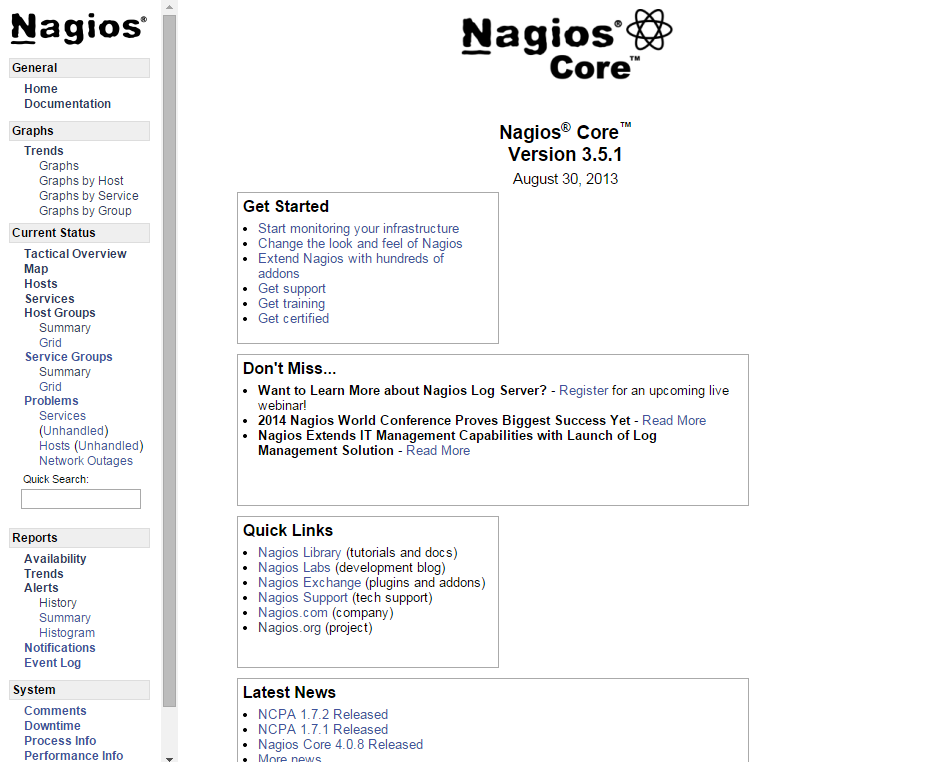 Nagios®
General
Home
Documentation
Graphs
Trends
Graphs
Graphs by Host
Graphs by Service
Graphs by Group
Current Status
Tactical Overview
Map
Hosts
Services
Host Groups
Summary
Grid
Service Groups
Summary
Grid
Problems
Services
(Unhandled)
Hosts (Unhandled)
Network Outages
Quick Search:
Reports
Availability
Trends
Alerts
History
Summary
Histogram
Notifications
Event Log
System
Comments
Downtime
Process Info
Performance Info
Nagios®
Core™
Nagios® Core™
Version 3.5.1
August 30, 2013
Get Started
• Start monitoring your infrastructure
• Change the look and feel of Nagios
• Extend Nagios with hundreds of
addons
• Get support
• Get training
• Get certified
Don't Miss...
• Want to Learn More about Nagios Log Server? - Register for an upcoming live
webinar!
• 2014 Nagios World Conference Proves Biggest Success Yet - Read More
• Nagios Extends IT Management Capabilities with Launch of Log
Management Solution - Read More
Quick Links
• Nagios Library (tutorials and docs)
• Nagios Labs (development blog)
• Nagios Exchange (plugins and addons)
• Nagios Support (tech support)
• Nagios.com (company)
• Nagios.org (project)
Latest News
• NCPA 1.7.2 Released
• NCPA 1.7.1 Released
• Nagios Core 4.0.8 Released
• More news